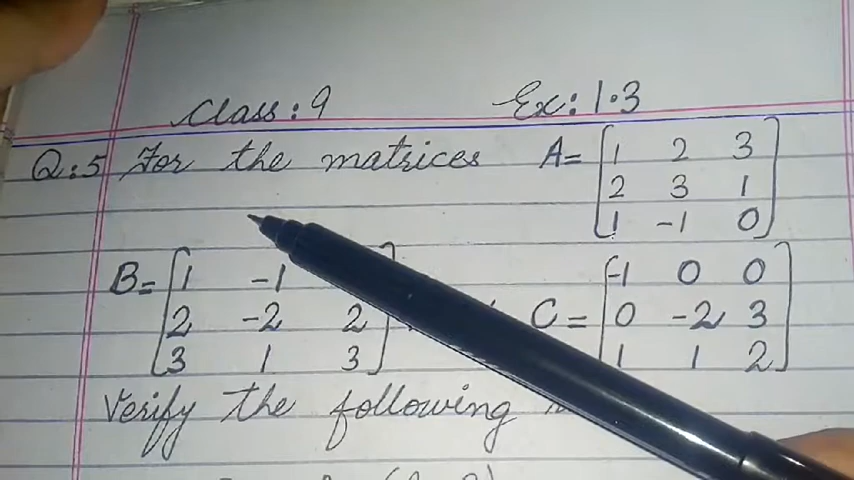 Class: 9 Ex: 1.3
Q:5 For the matrices A= [1 2 3
2 3 1
1 -1 0]
B= [1 -1
2 -2 2
3 1 3]
C = [-1 0 0
0 -2 3
1 1 2]
Verify the following